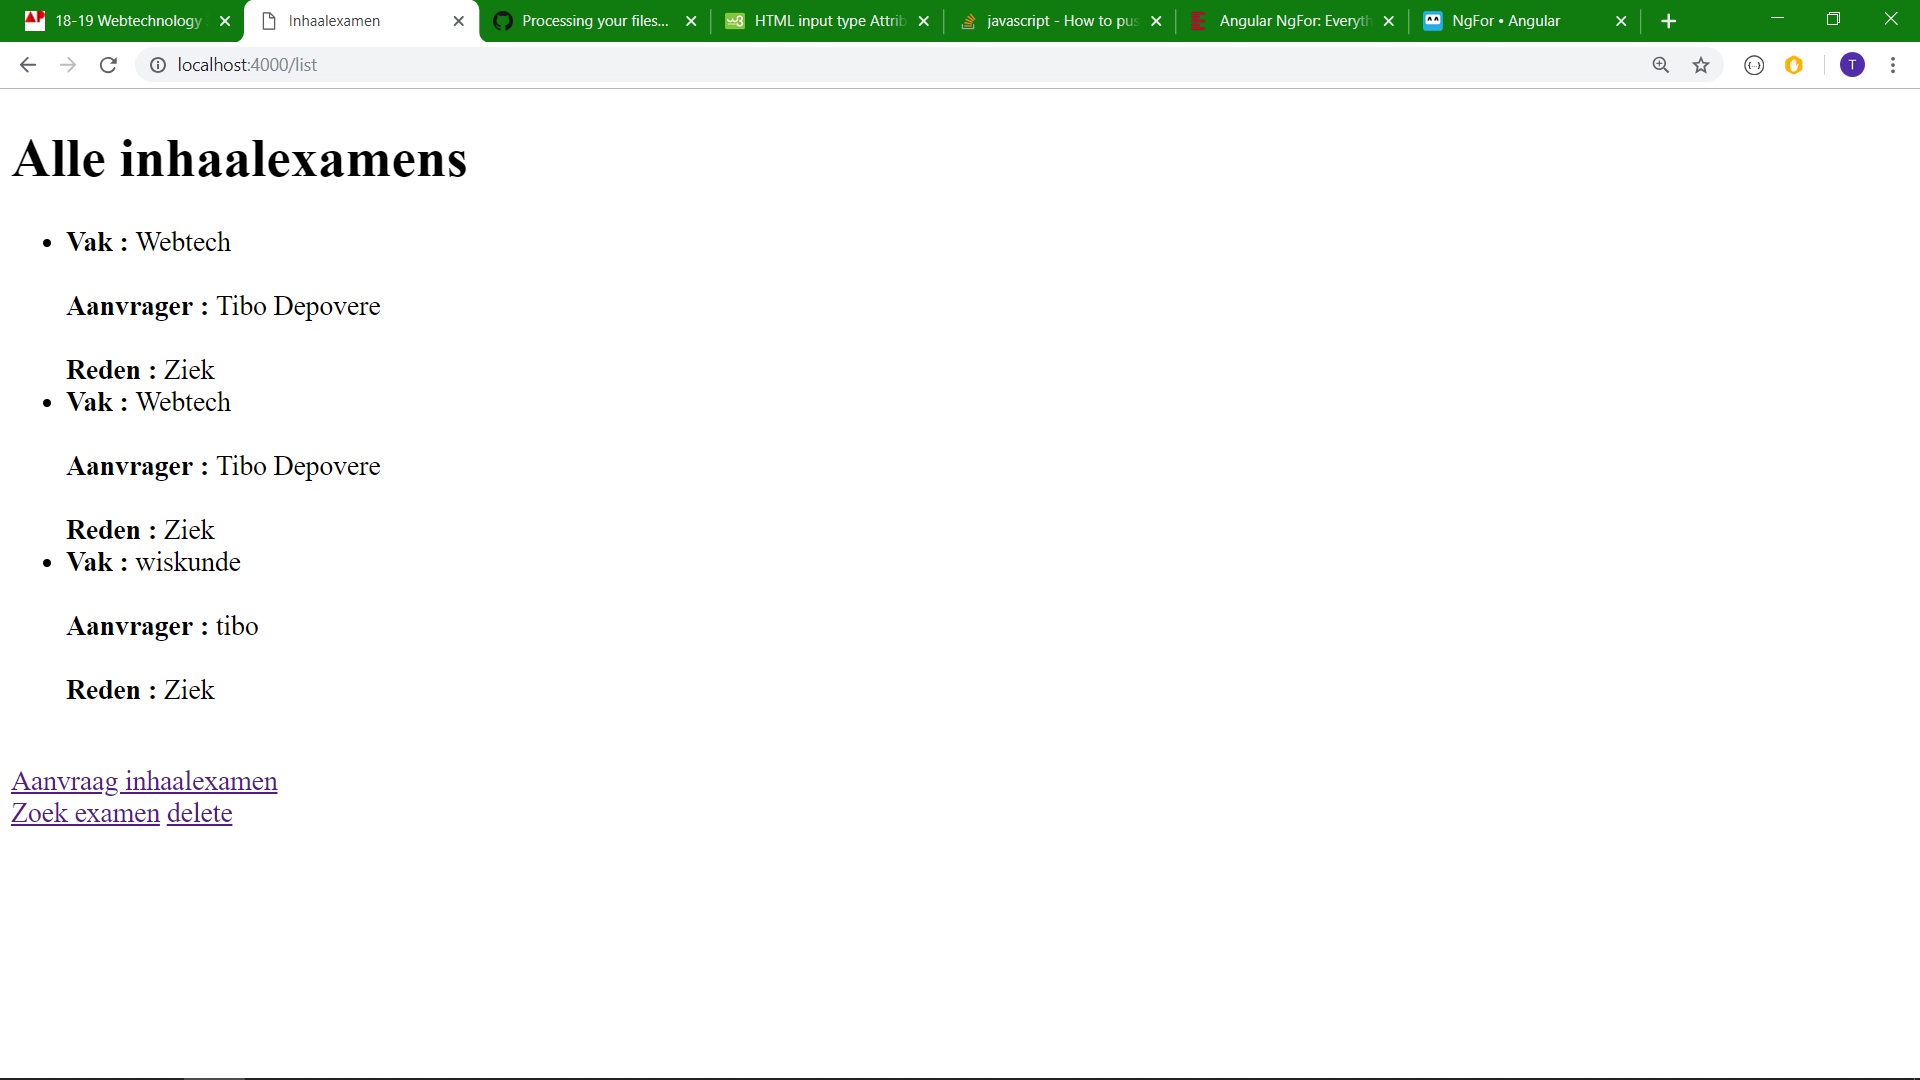 18-19 Webtechnology
Inhaalexamen
Processing your files...
HTML input type Attrib
javascript - How to pus
Angular NgFor: Everyth
NgFor • Angular
localhost:4000/list
T
Alle inhaalexamens
Vak : Webtech
Aanvrager : Tibo Depovere
Reden : Ziek
Vak : Webtech
Aanvrager : Tibo Depovere
Reden : Ziek
Vak : wiskunde
Aanvrager : tibo
Reden : Ziek
Aanvraag inhaalexamen
Zoek examen delete